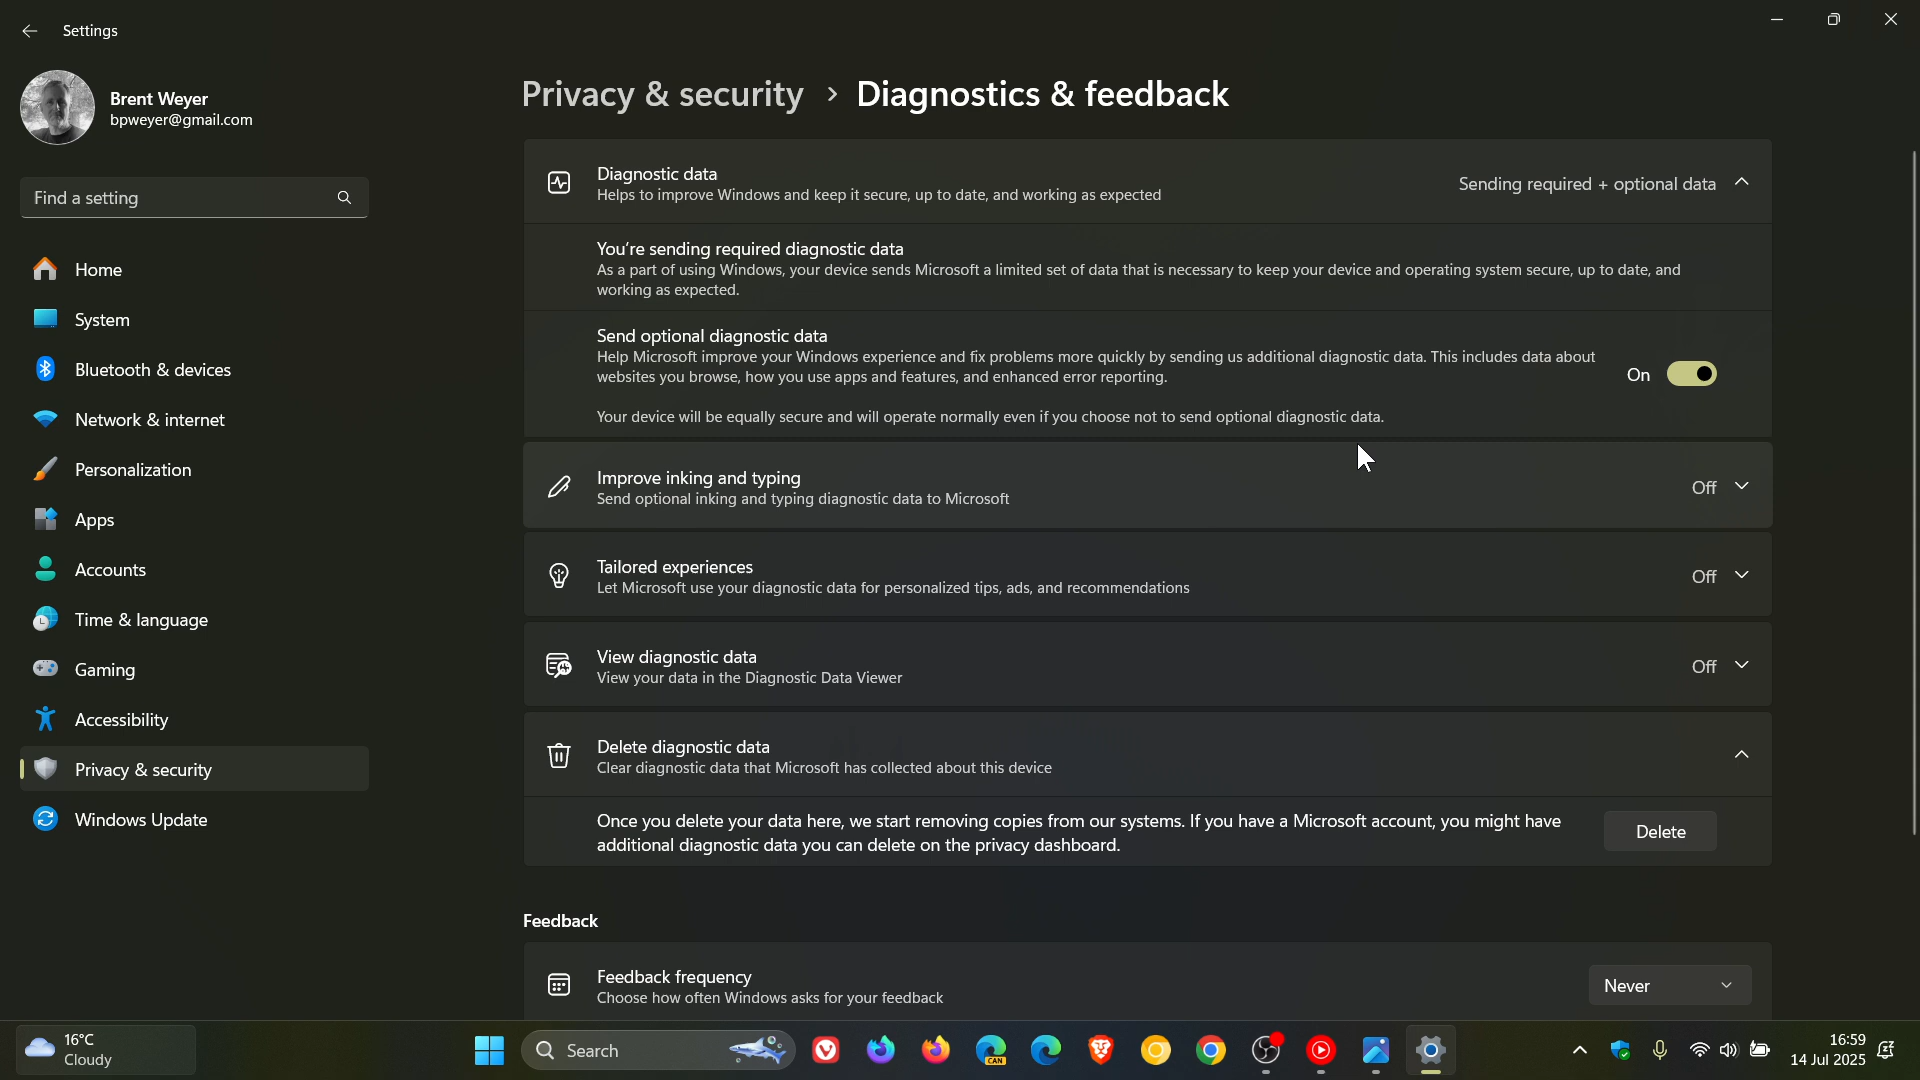 Settings
Brent Weyer
bpweyer@gmail.com
Find a setting
Home
System
Bluetooth & devices
Network & internet
Personalization
Apps
Accounts
Time & language
Gaming
Accessibility
Privacy & security
Windows Update
Privacy & security > Diagnostics & feedback
Diagnostic data
Helps to improve Windows and keep it secure, up to date, and working as expected
Sending required + optional data
You're sending required diagnostic data
As a part of using Windows, your device sends Microsoft a limited set of data that is necessary to keep your device and operating system secure, up to date, and
working as expected.
Send optional diagnostic data
Help Microsoft improve your Windows experience and fix problems more quickly by sending us additional diagnostic data. This includes data about
websites you browse, how you use apps and features, and enhanced error reporting.
On
Your device will be equally secure and will operate normally even if you choose not to send optional diagnostic data.
Improve inking and typing
Send optional inking and typing diagnostic data to Microsoft
Off
Tailored experiences
Let Microsoft use your diagnostic data for personalized tips, ads, and recommendations
Off
View diagnostic data
View your data in the Diagnostic Data Viewer
Off
Delete diagnostic data
Clear diagnostic data that Microsoft has collected about this device
Once you delete your data here, we start removing copies from our systems. If you have a Microsoft account, you might have
additional diagnostic data you can delete on the privacy dashboard.
Delete
Feedback
Feedback frequency
Choose how often Windows asks for your feedback
Never
16°C
Cloudy
Search
CAN
16:59
14 Jul 2025